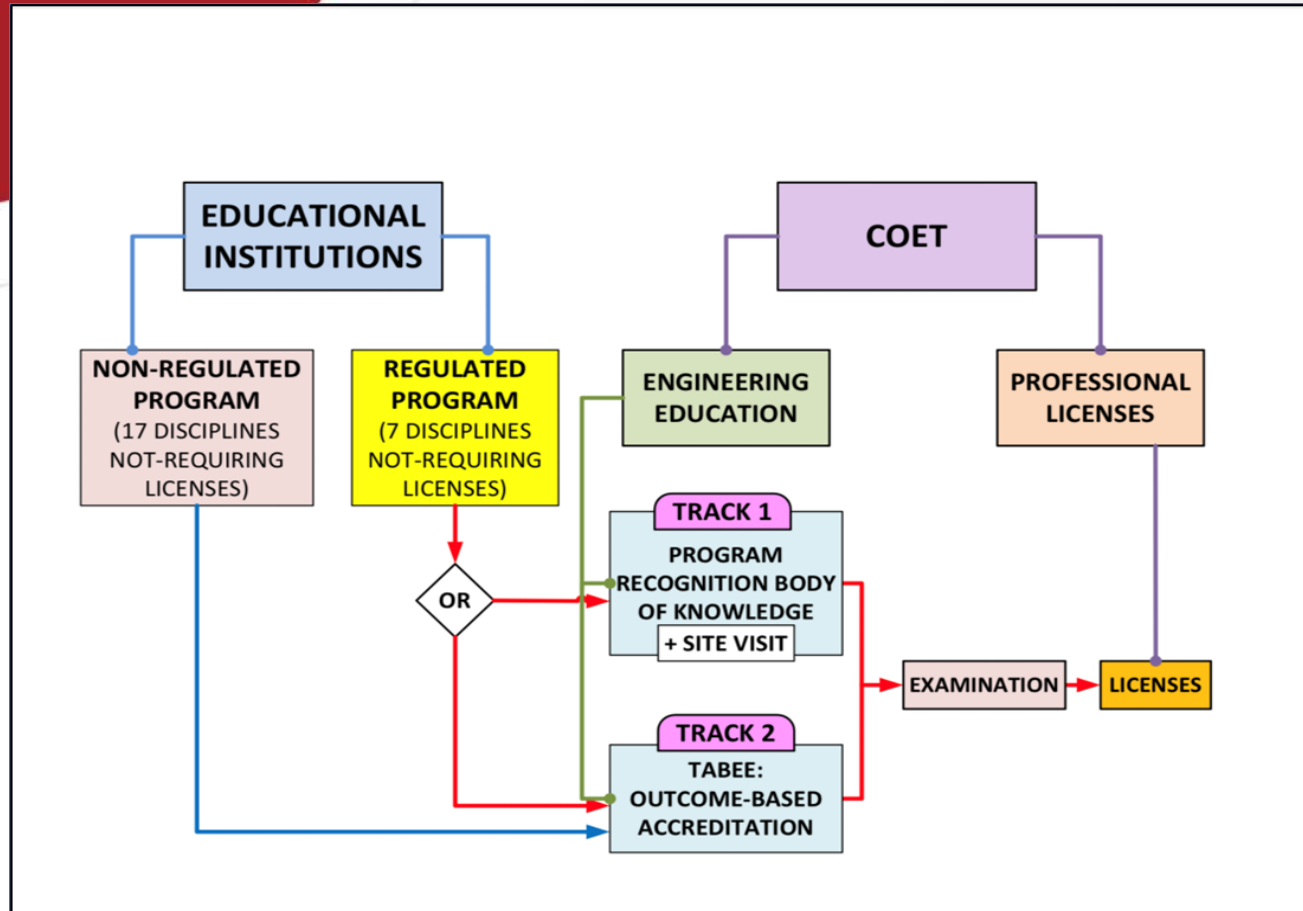 EDUCATIONAL
INSTITUTIONS
COET
NON-REGULATED
PROGRAM
(17 DISCIPLINES
NOT-REQUIRING
LICENSES)
REGULATED
PROGRAM
(7 DISCIPLINES
NOT-REQUIRING
LICENSES)
ENGINEERING
EDUCATION
PROFESSIONAL
LICENSES
OR
TRACK 1
PROGRAM
RECOGNITION BODY
OF KNOWLEDGE
+ SITE VISIT
TRACK 2
TABEE:
OUTCOME-BASED
ACCREDITATION
EXAMINATION
LICENSES